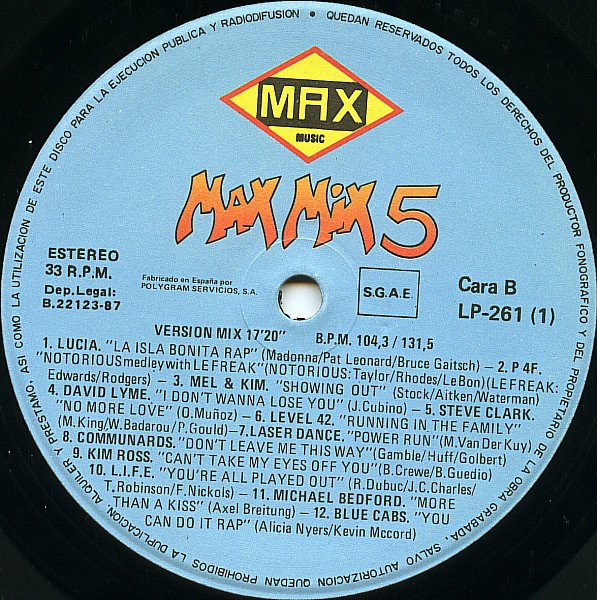 QUEDAN RESERVADOS TODOS LOS DERECHOS DEL PRODUCTOR FONOGRAFICO Y DEL PROPIETARIO DE LA OBRA GRABADA, SALVO AUTORIZACION QUEDAN PROHIBIDOS LA DUPLICACION, ALQUILER Y PRESTAMO, ASI COMO LA UTILIZACION DE ESTE DISCO PARA LA EJECUCION PUBLICA Y RADIODIFUSION •
MAX
MUSIC
MAX MIX 5
ESTEREO
33 R.P.M.
Dep. Legal:
B.22123-87
Fabricado en España por
POLYGRAM SERVICIOS, S.A.
S.G.A.E.
Cara B
LP-261 (1)
VERSION MIX 17'20" B.P.M. 104,3 / 131,5
1. LUCIA. "LA ISLA BONITA RAP" (Madonna/Pat Leonard/Bruce Gaitsch) - 2. P 4F.
"NOTORIOUS medley with LE FREAK" (NOTORIOUS: Taylor/Rhodes/Le Bon) (LE FREAK:
Edwards/Rodgers) - 3. MEL & KIM. "SHOWING OUT" (Stock/Aitken/Waterman)
4. DAVID LYME. "I DON'T WANNA LOSE YOU" (J.Cubino) - 5. STEVE CLARK.
"NO MORE LOVE" (O.Muñoz) - 6. LEVEL 42. "RUNNING IN THE FAMILY"
(M.King/W.Badarou/P.Gould)-7.LASER DANCE. "POWER RUN" (M.Van Der Kuy)
8. COMMUNARDS. "DON'T LEAVE ME THIS WAY" (Gamble/Huff/Golbert)
9. KIM ROSS. "CAN'T TAKE MY EYES OFF YOU" (B.Crewe/B.Guedio)
10. L.I.F.E. "YOU'RE ALL PLAYED OUT" (R.Dubuc/J.C.Charles/
T.Robinson/F.Nickols) - 11. MICHAEL BEDFORD. "MORE
THAN A KISS" (Axel Breitung) - 12. BLUE CABS. "YOU
CAN DO IT RAP" (Alicia Nyers/Kevin Mccord)